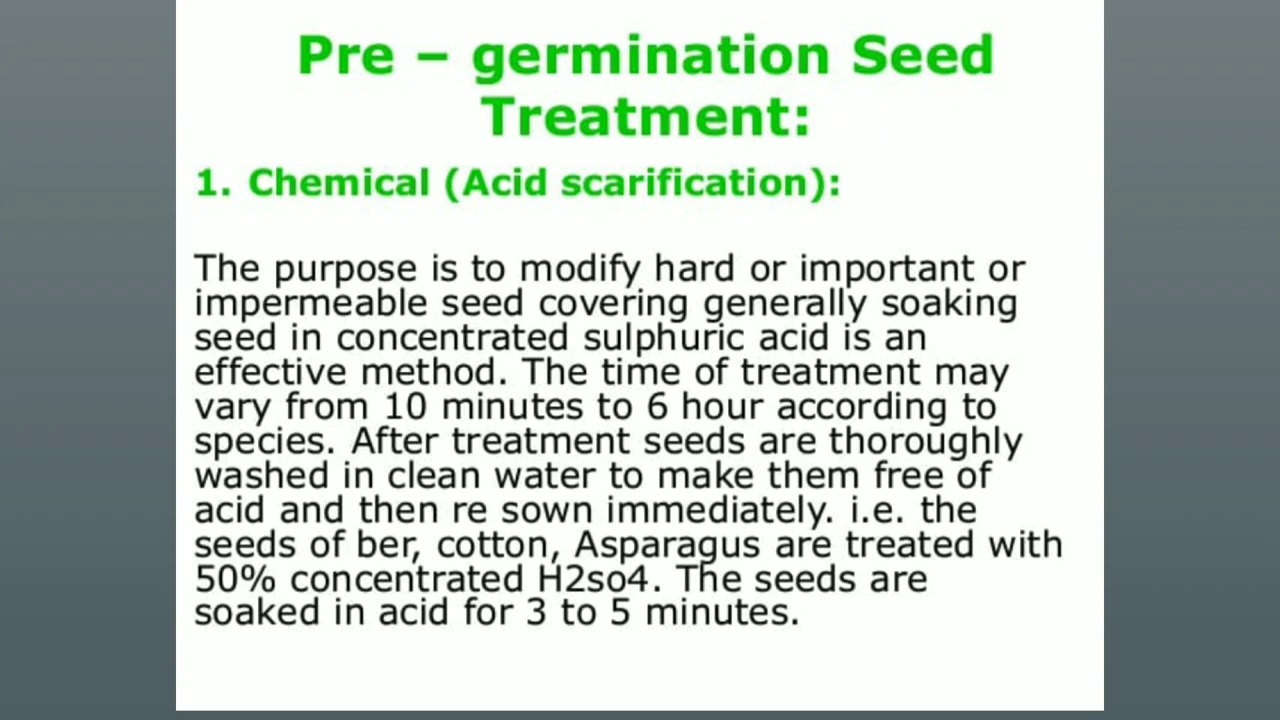 Pre – germination Seed
Treatment:
1. Chemical (Acid scarification):
The purpose is to modify hard or important or
impermeable seed covering generally soaking
seed in concentrated sulphuric acid is an
effective method. The time of treatment may
vary from 10 minutes to 6 hour according to
species. After treatment seeds are thoroughly
washed in clean water to make them free of
acid and then re sown immediately. i.e. the
seeds of ber, cotton, Asparagus are treated with
50% concentrated H2so4. The seeds are
soaked in acid for 3 to 5 minutes.